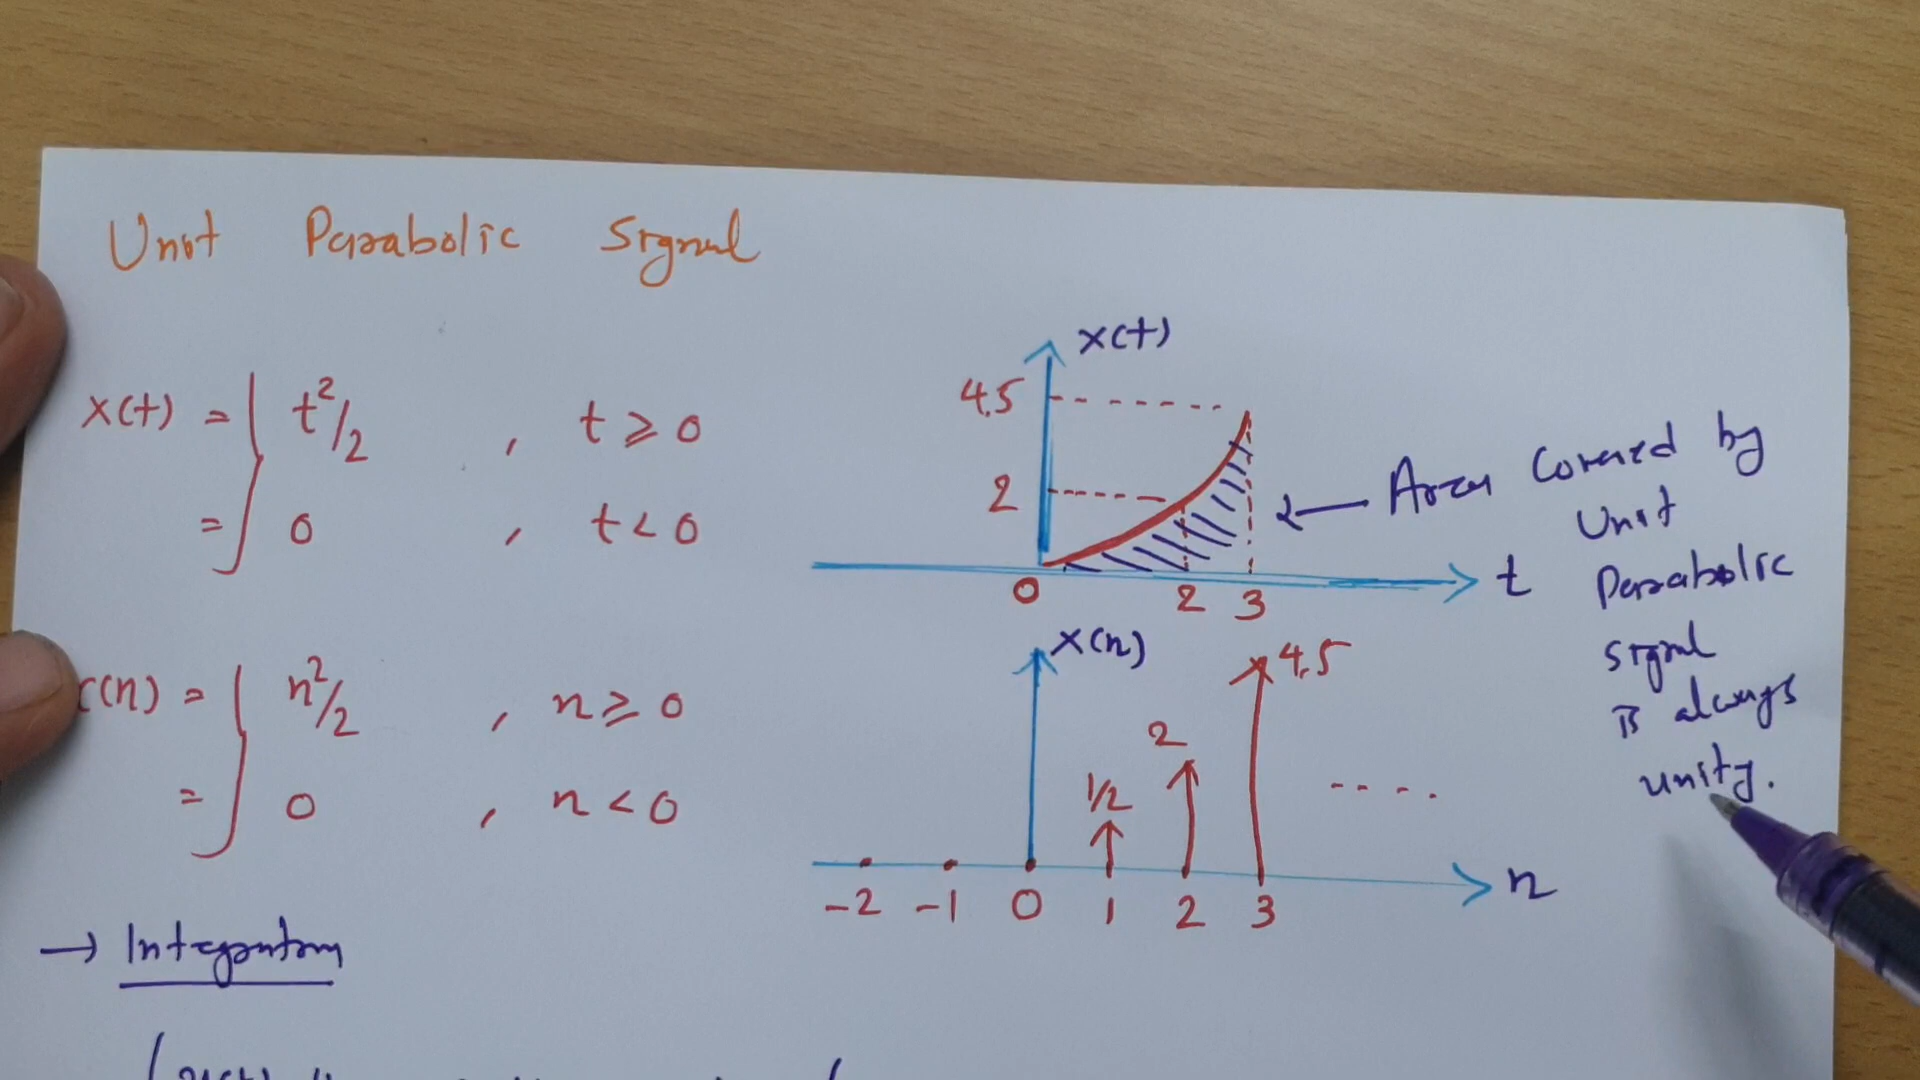 Unit Parabolic Signal
x(t) = { t²/2 , t ≥ 0
= 0 , t < 0
x(t)
4.5
2
0 2 3
t
Area Covered by
Unit
Parabolic
signal
is always
unity.
(n) = { n²/2 , n ≥ 0
= 0 , n < 0
x(n)
1/2 2 4.5
- - - -
-2 -1 0 1 2 3
n
→ Integration